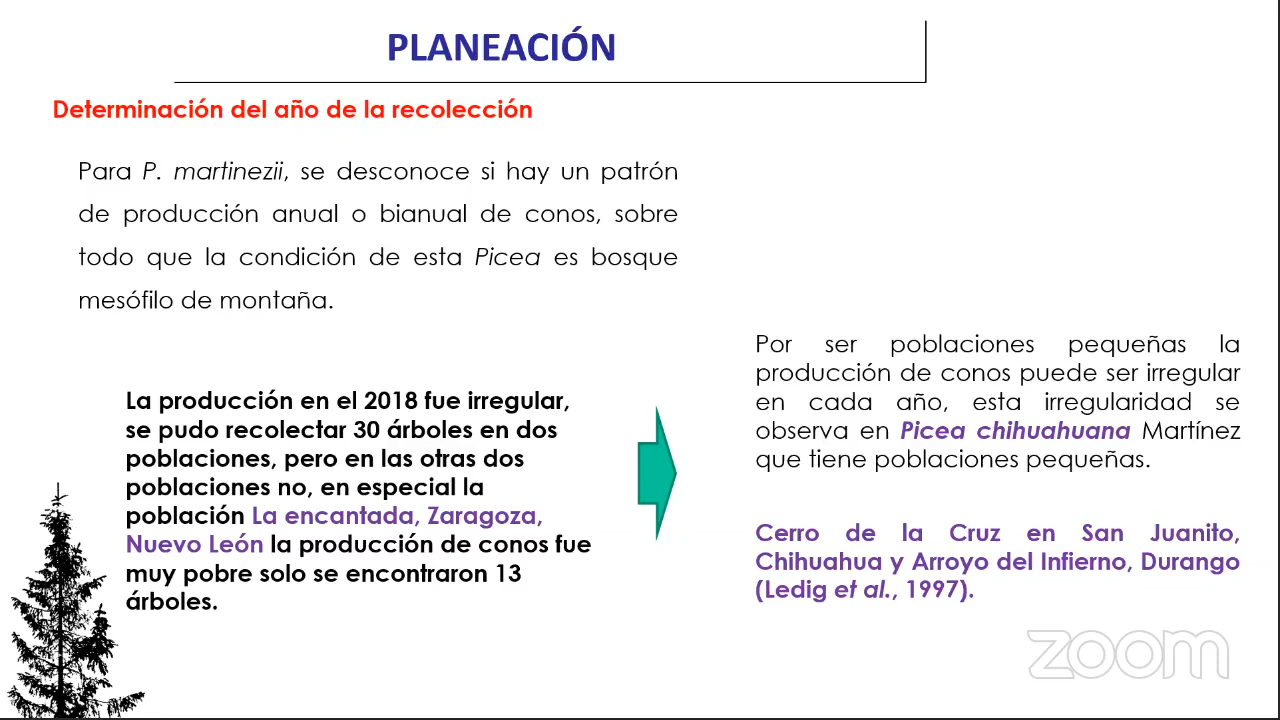 PLANEACIÓN
Determinación del año de la recolección
Para P. martinezii, se desconoce si hay un patrón
de producción anual o bianual de conos, sobre
todo que la condición de esta Picea es bosque
mesófilo de montaña.
La producción en el 2018 fue irregular,
se pudo recolectar 30 árboles en dos
poblaciones, pero en las otras dos
poblaciones no, en especial la
población La encantada, Zaragoza,
Nuevo León la producción de conos fue
muy pobre solo se encontraron 13
árboles.
Por ser poblaciones pequeñas la
producción de conos puede ser irregular
en cada año, esta irregularidad se
observa en Picea chihuahuana Martínez
que tiene poblaciones pequeñas.
Cerro de la Cruz en San Juanito,
Chihuahua y Arroyo del Infierno, Durango
(Ledig et al., 1997).
zoom